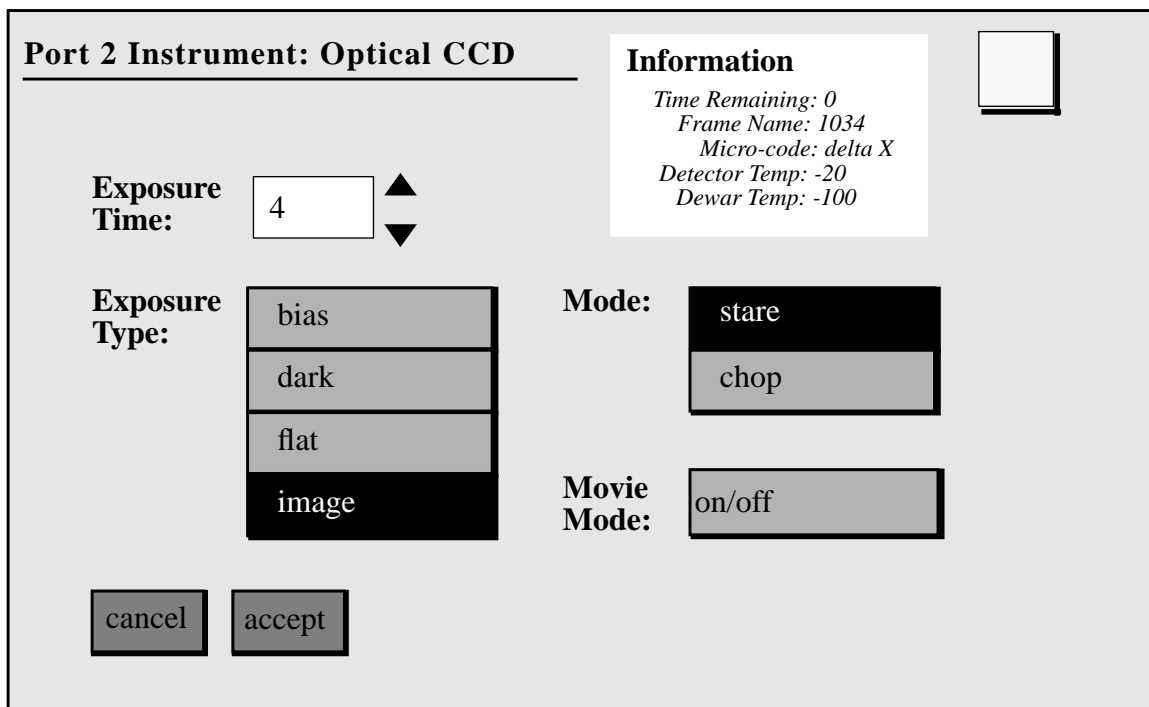 Port 2 Instrument: Optical CCD
Information
Time Remaining: 0
Frame Name: 1034
Micro-code: delta X
Detector Temp: -20
Dewar Temp: -100
Exposure
Time:
4
Exposure
Type:
bias
dark
flat
image
Mode:
stare
chop
Movie
Mode:
on/off
cancel
accept